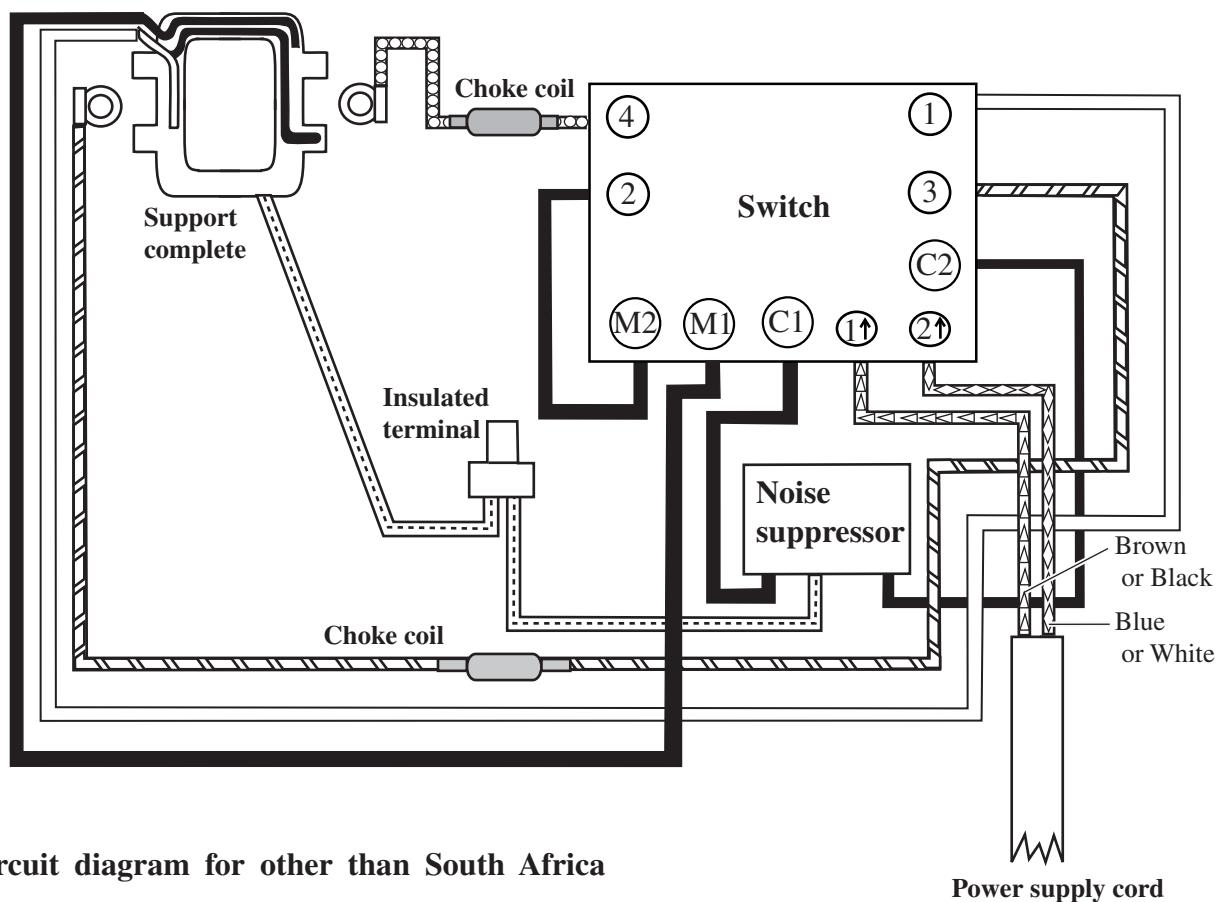 Choke coil
4
1
2
3
Switch
Support
complete
C2
M2
M1
C1
1↑
2↑
Insulated
terminal
Noise
suppressor
Brown
or Black
Choke coil
Blue
or White
rcuit diagram for other than South Africa
Power supply cord